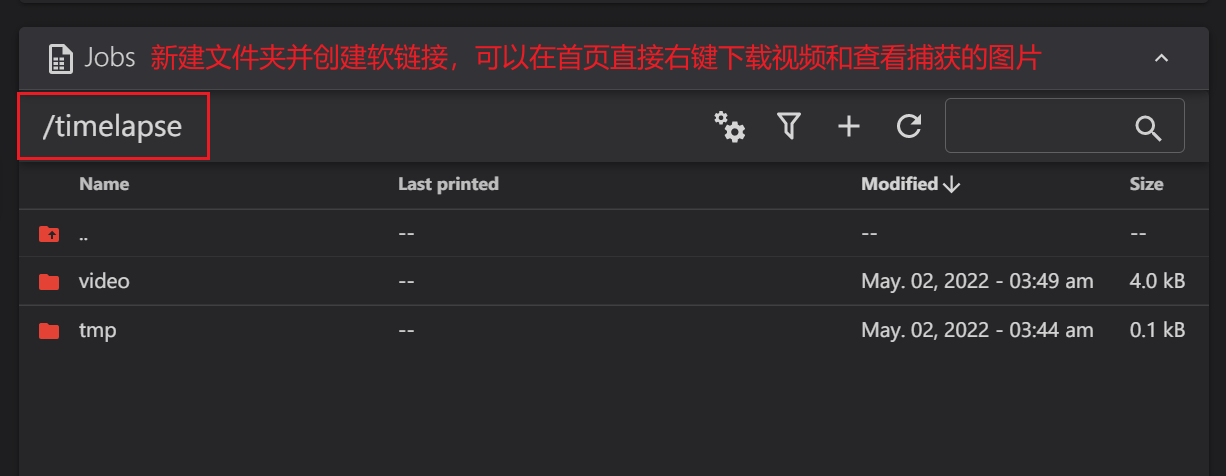 Jobs 新建文件夹并创建软链接，可以在首页直接右键下载视频和查看捕获的图片
/timelapse
Name Last printed Modified Size
.. -- -- --
video -- May. 02, 2022 - 03:49 am 4.0 kB
tmp -- May. 02, 2022 - 03:44 am 0.1 kB